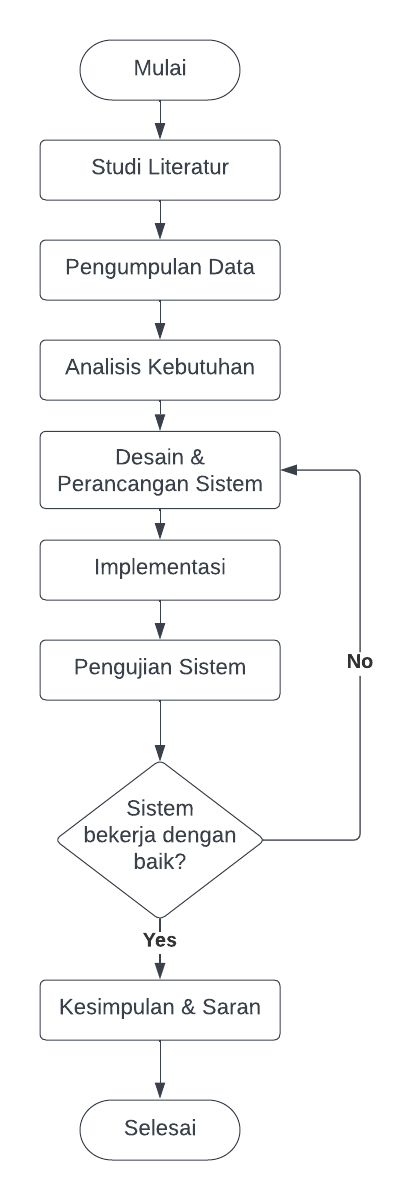 Mulai
Studi Literatur
Pengumpulan Data
Analisis Kebutuhan
Desain &
Perancangan Sistem
Implementasi
Pengujian Sistem
No
Sistem
bekerja dengan
baik?
Yes
Kesimpulan & Saran
Selesai